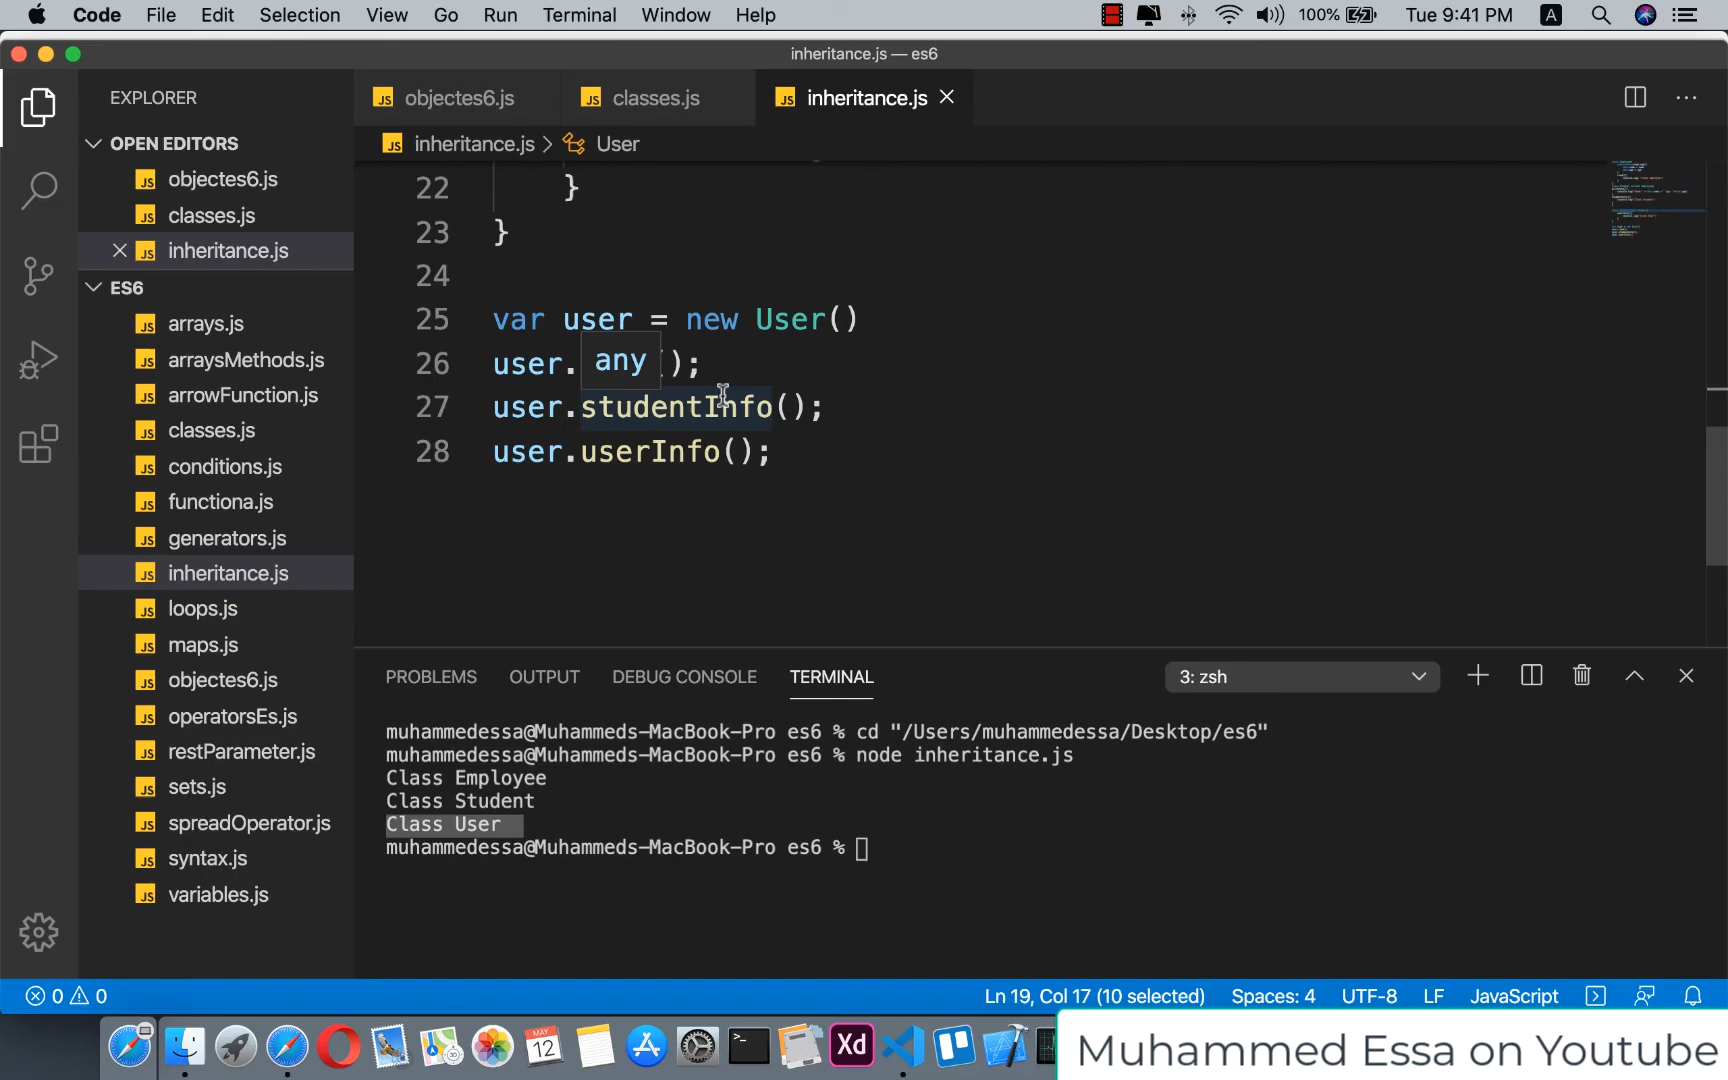 Code File Edit Selection View Go Run Terminal Window Help 100% Tue 9:41 PM A
inheritance.js — es6
EXPLORER
OPEN EDITORS
objectes6.js
classes.js
inheritance.js
ES6
arrays.js
arraysMethods.js
arrowFunction.js
classes.js
conditions.js
functiona.js
generators.js
inheritance.js
loops.js
maps.js
objectes6.js
operatorsEs.js
restParameter.js
sets.js
spreadOperator.js
syntax.js
variables.js
JS objectes6.js JS classes.js JS inheritance.js
JS inheritance.js > User
22 }
23 }
24
25 var user = new User()
26 user. ();
any
27 user.studentInfo();
28 user.userInfo();
PROBLEMS OUTPUT DEBUG CONSOLE TERMINAL 3: zsh
muhammedessa@Muhammeds-MacBook-Pro es6 % cd "/Users/muhammedessa/Desktop/es6"
muhammedessa@Muhammeds-MacBook-Pro es6 % node inheritance.js
Class Employee
Class Student
Class User
muhammedessa@Muhammeds-MacBook-Pro es6 %
0 0 Ln 19, Col 17 (10 selected) Spaces: 4 UTF-8 LF JavaScript
MAY 12 Xd
Muhammed Essa on Youtube